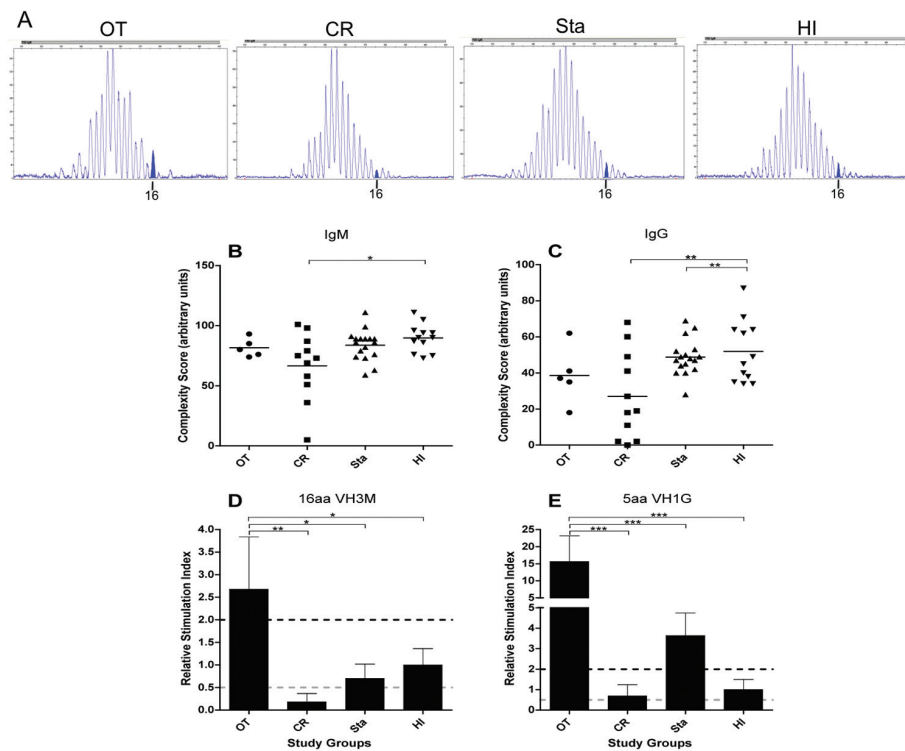 A
OT
CR
Sta
HI
16
16
16
16
B
IgM
Complexity Score (arbitrary units)
150
100
50
0
*
OT
CR
Sta
HI
C
IgG
Complexity Score (arbitrary units)
100
80
60
40
20
0
**
**
OT
CR
Sta
HI
D
16aa VH3M
Relative Stimulation Index
4.0
3.5
3.0
2.5
2.0
1.5
1.0
0.5
0.0
*
*
**
OT
CR
Sta
HI
Study Groups
E
5aa VH1G
Relative Stimulation Index
25
20
15
10
5
5
4
3
2
1
0
***
***
***
OT
CR
Sta
HI
Study Groups